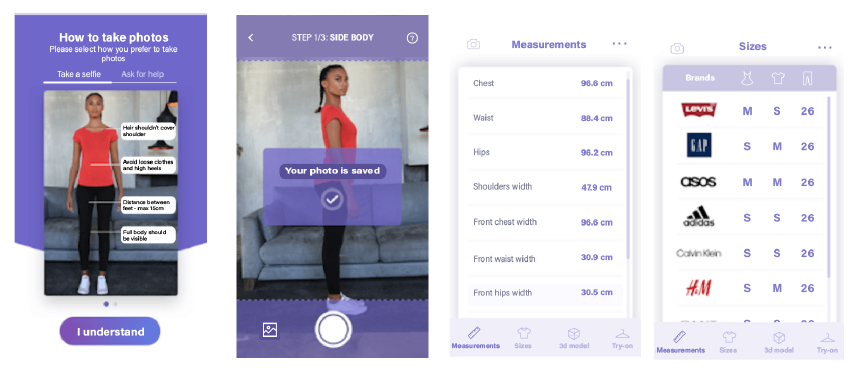 How to take photos
Please select how you prefer to take
photos
Take a selfie
Ask for help
Hair shouldn't cover
shoulder
Avoid loose clothes
and high heels
Distance between
feet - max 15cm
Full body should
be visible
I understand
STEP 1/3: SIDE BODY
?
Your photo is saved
Measurements
Chest 96.6 cm
Waist 88.4 cm
Hips 96.2 cm
Shoulders width 47.9 cm
Front chest width 96.6 cm
Front waist width 30.9 cm
Front hips width 30.5 cm
Measurements Sizes 3d model Try-on
Sizes
Brands
Levi's M S 26
GAP S M 26
asos M M 26
adidas S S 26
Calvin Klein S S 26
H&M S M 26
Measurements Sizes 3d model Try-on